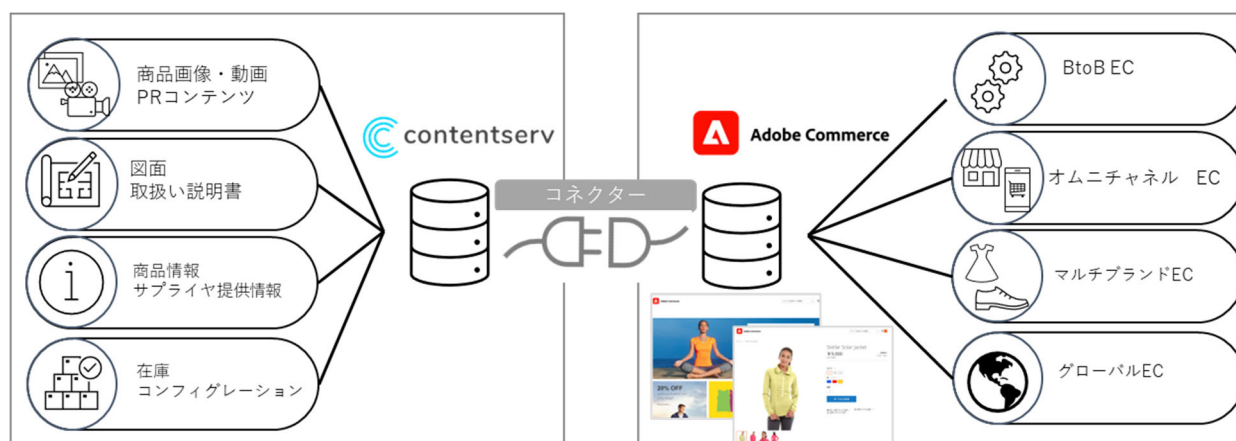 商品画像・動画
PRコンテンツ
図面
取扱い説明書
商品情報
サプライヤ提供情報
在庫
コンフィグレーション
contentserv
コネクター
Adobe Commerce
20% OFF
BtoB EC
オムニチャネル EC
マルチブランドEC
グローバルEC